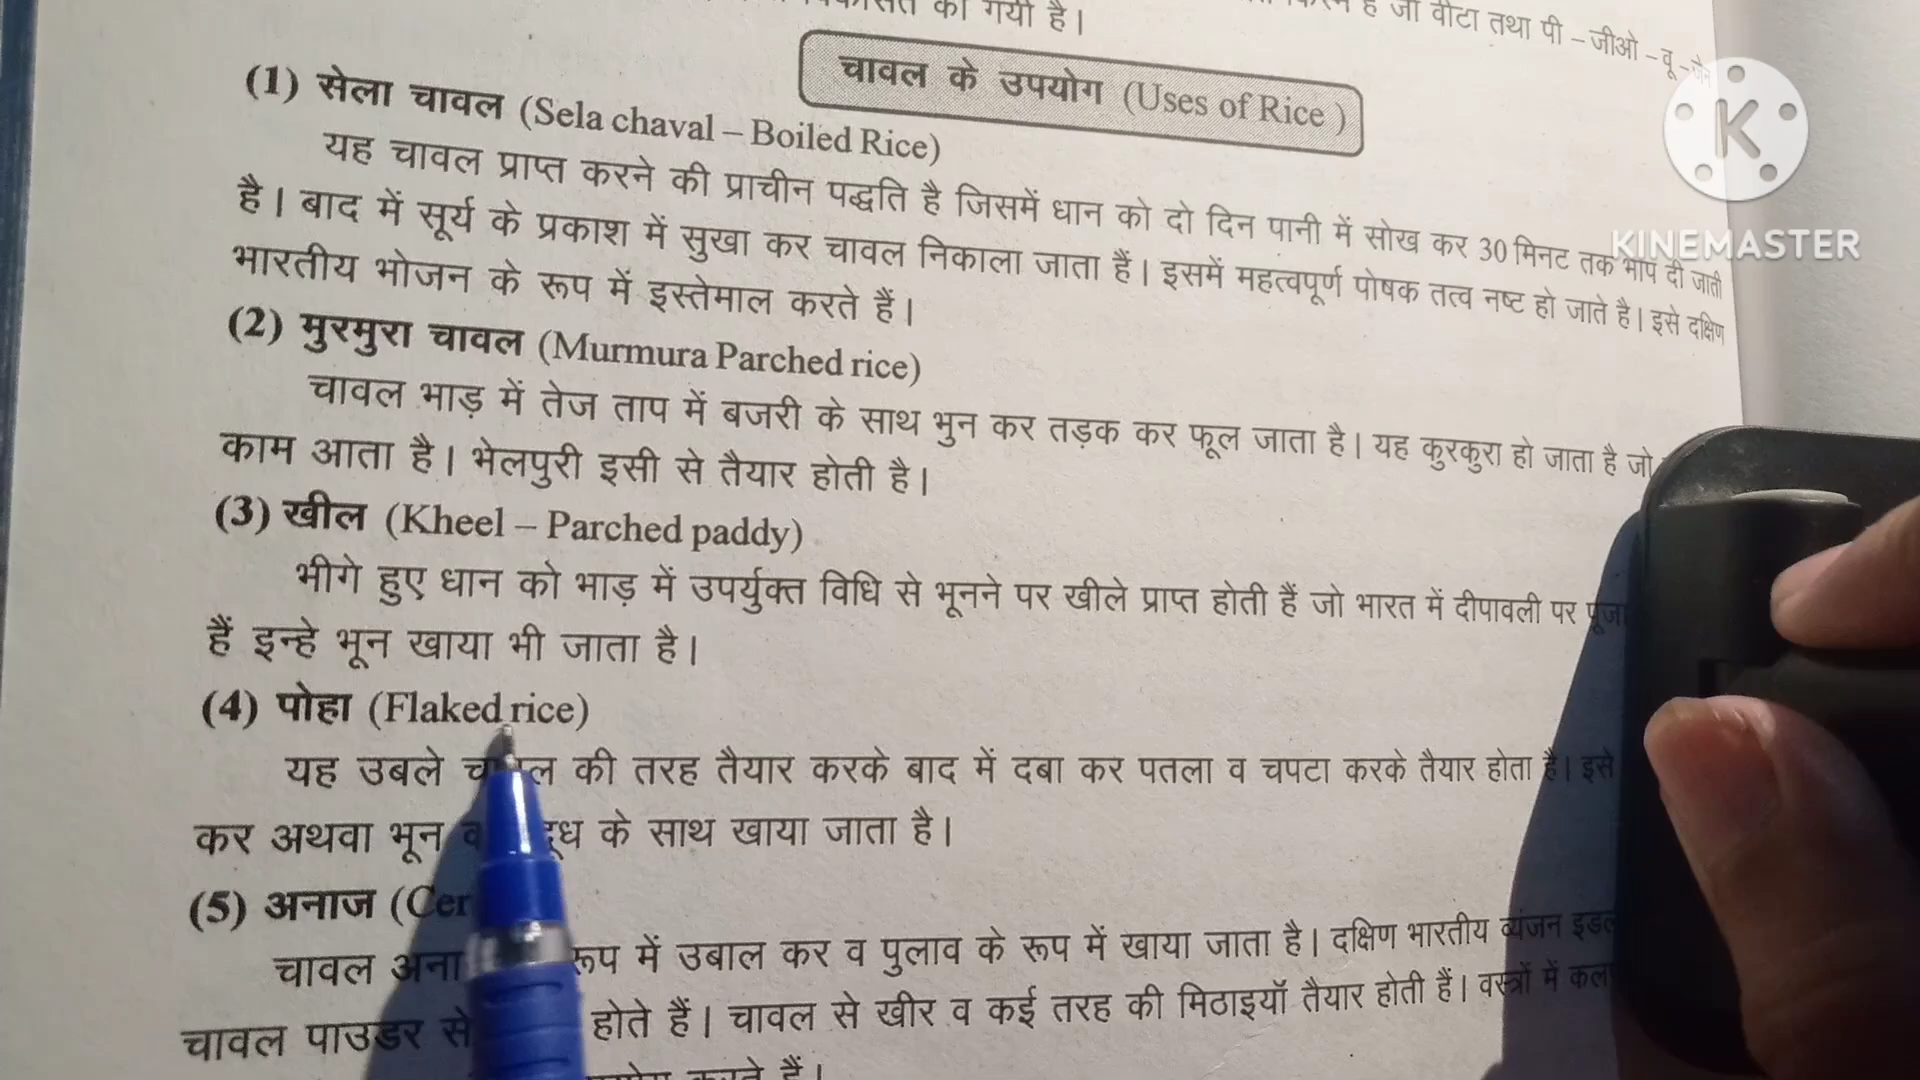 की गयी है।
है जो वीटा तथा पी – जीओ – वू – जैन
चावल के उपयोग (Uses of Rice )
(1) सेला चावल (Sela chaval – Boiled Rice)
यह चावल प्राप्त करने की प्राचीन पद्धति है जिसमें धान को दो दिन पानी में सोख कर 30 मिनट तक भाप दी जाती
है। बाद में सूर्य के प्रकाश में सुखा कर चावल निकाला जाता हैं। इसमें महत्वपूर्ण पोषक तत्व नष्ट हो जाते है। इसे दक्षिण
भारतीय भोजन के रूप में इस्तेमाल करते हैं।
(2) मुरमुरा चावल (Murmura Parched rice)
चावल भाड़ में तेज ताप में बजरी के साथ भुन कर तड़क कर फूल जाता है। यह कुरकुरा हो जाता है जो
काम आता है। भेलपुरी इसी से तैयार होती है।
(3) खील (Kheel – Parched paddy)
भीगे हुए धान को भाड़ में उपर्युक्त विधि से भूनने पर खीले प्राप्त होती हैं जो भारत में दीपावली पर
हैं इन्हे भून खाया भी जाता है।
(4) पोहा (Flaked rice)
यह उबले की तरह तैयार करके बाद में दबा कर पतला व चपटा करके तैयार होता है। इसे
कर अथवा भून दूध के साथ खाया जाता है।
(5) अनाज
चावल रूप में उबाल कर व पुलाव के रूप में खाया जाता है। दक्षिण भारतीय व्यंजन
चावल पाउडर से होते हैं। चावल से खीर व कई तरह की मिठाइयॉ तैयार होती हैं। वस्त्रों में
करते हैं।
KINEMASTER